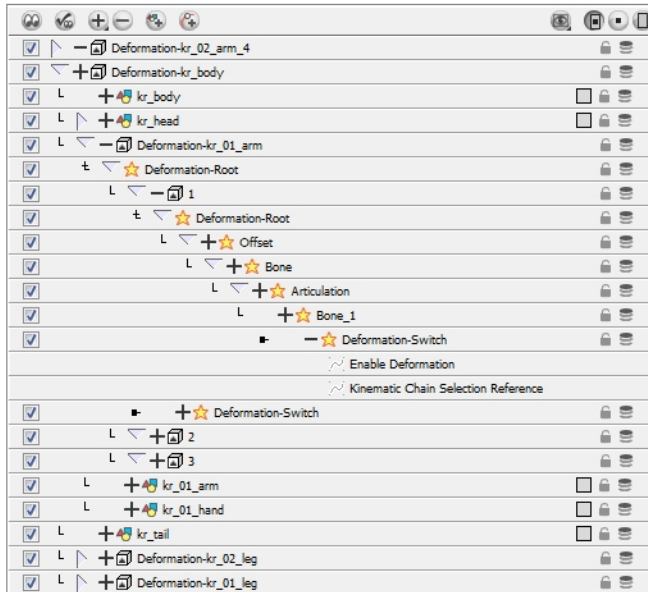 Deformation-kr_02_arm_4
Deformation-kr_body
kr_body
kr_head
Deformation-kr_01_arm
Deformation-Root
1
Deformation-Root
Offset
Bone
Articulation
Bone_1
Deformation-Switch
Enable Deformation
Kinematic Chain Selection Reference
Deformation-Switch
2
3
kr_01_arm
kr_01_hand
kr_tail
Deformation-kr_02_leg
Deformation-kr_01_leg